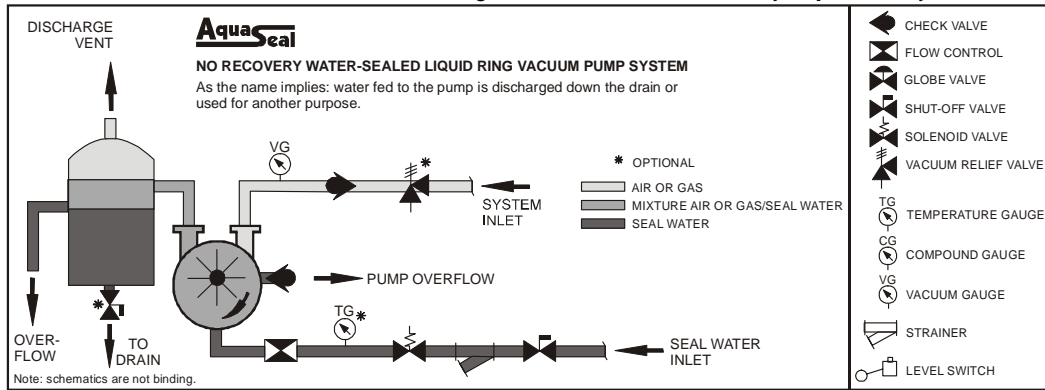 DISCHARGE
VENT
AquaSeal
NO RECOVERY WATER-SEALED LIQUID RING VACUUM PUMP SYSTEM
As the name implies: water fed to the pump is discharged down the drain or
used for another purpose.
VG
*
* OPTIONAL
AIR OR GAS
MIXTURE AIR OR GAS/SEAL WATER
SEAL WATER
SYSTEM
INLET
PUMP OVERFLOW
TG*
*
OVER-
FLOW
TO
DRAIN
SEAL WATER
INLET
Note: schematics are not binding.
CHECK VALVE
FLOW CONTROL
GLOBE VALVE
SHUT-OFF VALVE
SOLENOID VALVE
VACUUM RELIEF VALVE
TG
TEMPERATURE GAUGE
CG
COMPOUND GAUGE
VG
VACUUM GAUGE
STRAINER
LEVEL SWITCH